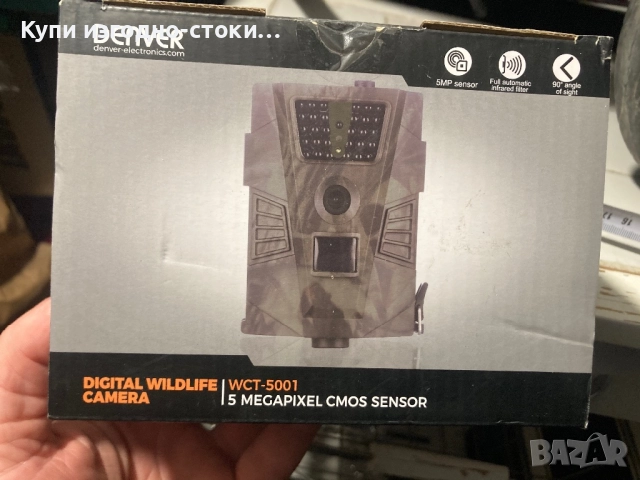 Купи изгодно-стоки…
DENVER
denver-electronics.com
5MP sensor
Full automatic
infrared filter
90° angle
of sight
16
DIGITAL WILDLIFE
CAMERA
WCT-5001
5 MEGAPIXEL CMOS SENSOR
BAZAR